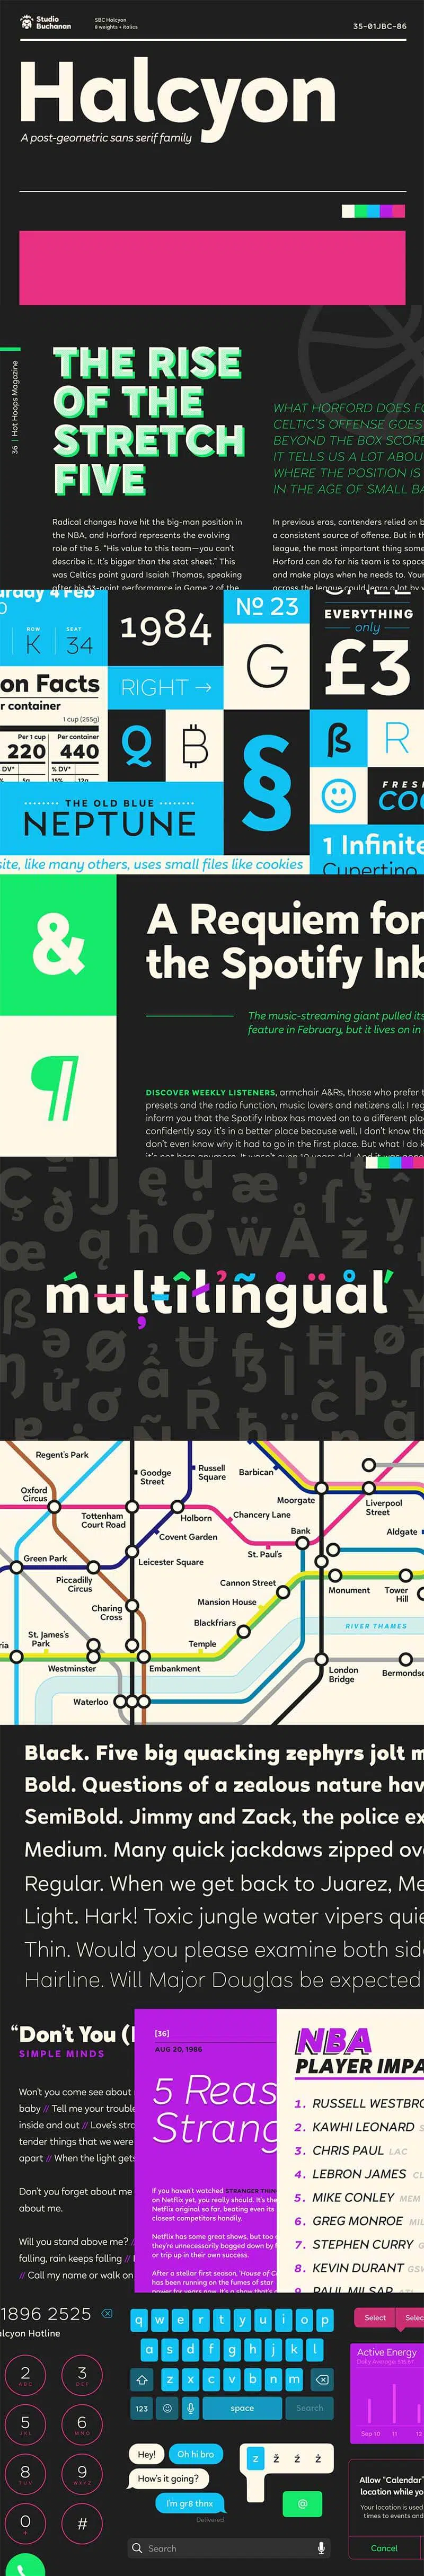 Studio
Buchanan
SBC Halcyon
8 weights + italics
35-01JBC-86
Halcyon
A post-geometric sans serif family
36 | Hot Hoops Magazine
THE RISE
OF THE
STRETCH
FIVE
WHAT HORFORD DOES FO
CELTIC'S OFFENSE GOES
BEYOND THE BOX SCORE
IT TELLS US A LOT ABOU
WHERE THE POSITION IS
IN THE AGE OF SMALL BA
Radical changes have hit the big-man position in
the NBA, and Horford represents the evolving
role of the 5. “His value to this team—you can’t
describe it. It’s bigger than the stat sheet.” This
was Celtics point guard Isaiah Thomas, speaking
after his 53-point performance in Game 2 of the
In previous eras, contenders relied on b
a consistent source of offense. But in th
league, the most important thing some
Horford can do for his team is to space
and make plays when he needs to. Your
across the league could learn a lot by w
urday 4 Feb
ROW
K
SEAT
34
1984
Nº 23
EVERYTHING
only
£3
on Facts
r container
1 cup (255g)
Per 1 cup
220
Per container
440
% DV*
RIGHT →
G
Q
₿
§
ß
R
THE OLD BLUE
NEPTUNE
☺
FRES
COO
site, like many others, uses small files like cookies
1 Infinite
Cupertino
&
¶
A Requiem for
the Spotify Inb
The music-streaming giant pulled its
feature in February, but it lives on in
DISCOVER WEEKLY LISTENERS, armchair A&Rs, those who prefer t
presets and the radio function, music lovers and netizens all: I reg
inform you that the Spotify Inbox has moved on to a different pla
confidently say it’s in a better place because well, I don’t know tha
don’t even know why it had to go in the first place. But what I do k
ḿuļŧîlĩñgüål
Regent's Park
Oxford
Circus
Goodge
Street
Russell
Square
Barbican
Moorgate
Liverpool
Street
Tottenham
Court Road
Holborn
Chancery Lane
Covent Garden
St. Paul's
Bank
Aldgate
Green Park
Piccadilly
Circus
Leicester Square
Cannon Street
Monument
Tower
Hill
Charing
Cross
Mansion House
Blackfriars
RIVER THAMES
ria
St. James's
Park
Temple
Westminster
Embankment
London
Bridge
Bermondse
Waterloo
Black. Five big quacking zephyrs jolt m
Bold. Questions of a zealous nature hav
SemiBold. Jimmy and Zack, the police ex
Medium. Many quick jackdaws zipped ov
Regular. When we get back to Juarez, Me
Light. Hark! Toxic jungle water vipers quie
Thin. Would you please examine both sid
Hairline. Will Major Douglas be expected
“Don’t You (
SIMPLE MINDS
Won’t you come see about
baby // Tell me your trouble
inside and out // Love’s stra
tender things that we were
apart // When the light gets
Don’t you forget about me
about me.
Will you stand above me? /
falling, rain keeps falling //
// Call my name or walk on
[36]
AUG 20, 1986
5 Reas
Strang
If you haven’t watched STRANGER THIN
on Netflix yet, you really should. It’s the
Netflix original so far, beating even its
closest competitors handily.
Netflix has some great shows, but too
they’re unnecessarily bogged down by
or trip up in their own success.
After a stellar first season, ‘House of C
has been running on the fumes of star
NBA
PLAYER IMPA
1. RUSSELL WESTBRO
2. KAWHI LEONARD S
3. CHRIS PAUL LAC
4. LEBRON JAMES CL
5. MIKE CONLEY MEM
6. GREG MONROE MIL
7. STEPHEN CURRY G
8. KEVIN DURANT GSW
9. PAUL MILSAP ATL
1896 2525
alcyon Hotline
2
ABC
3
DEF
5
JKL
6
MNO
8
TUV
9
WXYZ
0
+
#
q w e r t y u i o p
a s d f g h j k l
z x c v b n m
123
space
Search
Hey!
Oh hi bro
How’s it going?
I’m gr8 thnx
Delivered
z ž ż ź
@
Search
Select
Selec
Active Energy
Sep 10 11 12
Allow “Calendar”
location while yo
Your location is used
times to events and
Cancel